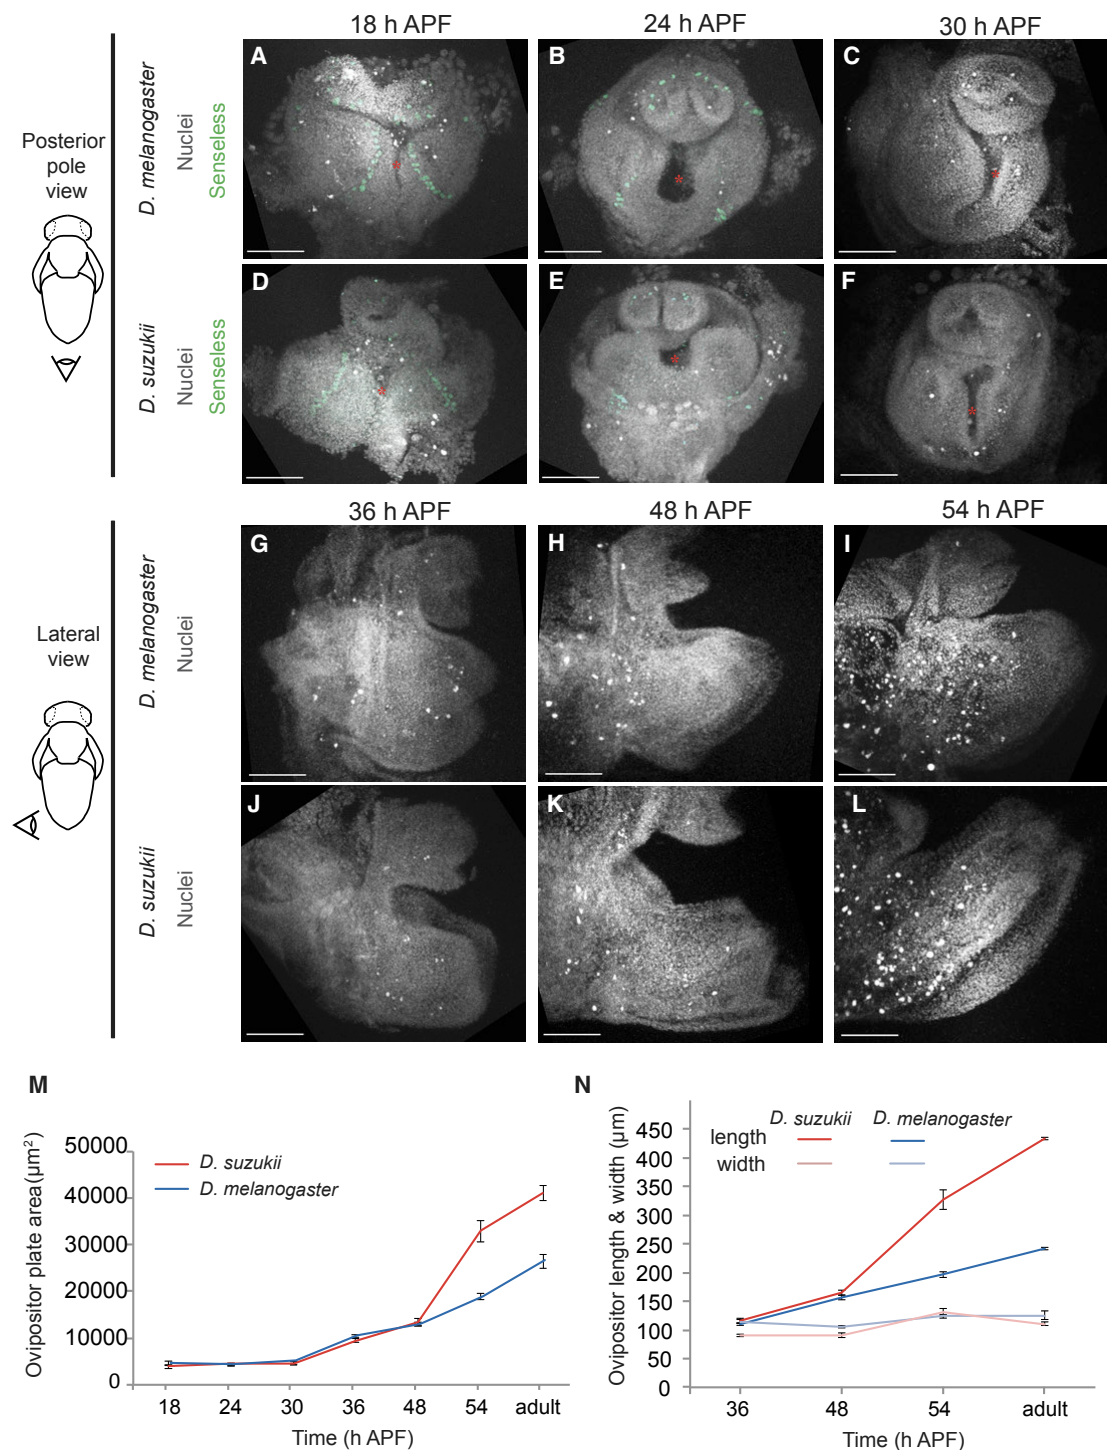 18 h APF
24 h APF
30 h APF
Posterior
pole
view
D. melanogaster
Nuclei
Senseless
A
B
C
D. suzukii
Nuclei
Senseless
D
E
F
*
*
*
*
*
*
36 h APF
48 h APF
54 h APF
Lateral
view
D. melanogaster
Nuclei
G
H
I
D. suzukii
Nuclei
J
K
L
M
Ovipositor plate area(µm²)
50000
40000
30000
20000
10000
0
D. suzukii
D. melanogaster
18 24 30 36 48 54 adult
Time (h APF)
N
Ovipositor length & width (µm)
450
400
350
300
250
200
150
100
50
0
D. suzukii D. melanogaster
length
width
36 48 54 adult
Time (h APF)